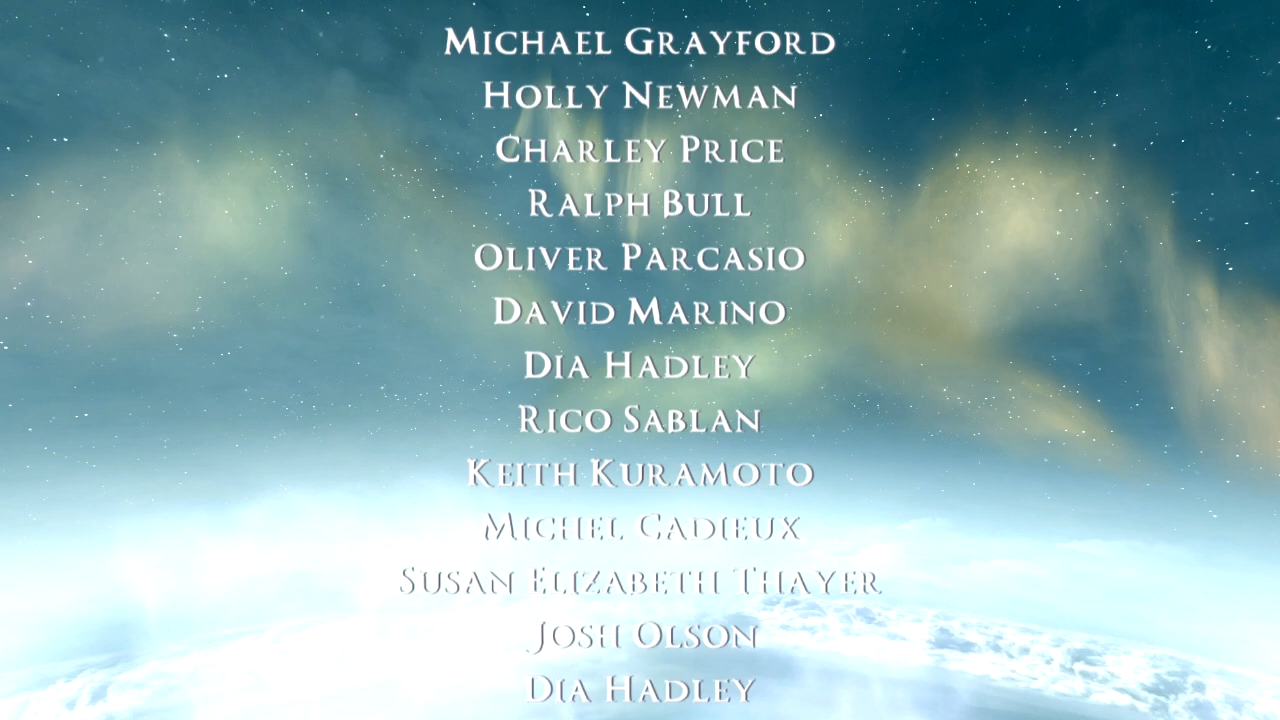 Michael Grayford
Holly Newman
Charley Price
Ralph Bull
Oliver Parcasio
David Marino
Dia Hadley
Rico Sablan
Keith Kuramoto
Michel Cadieux
Susan Elizabeth Thayer
Josh Olson
Dia Hadley